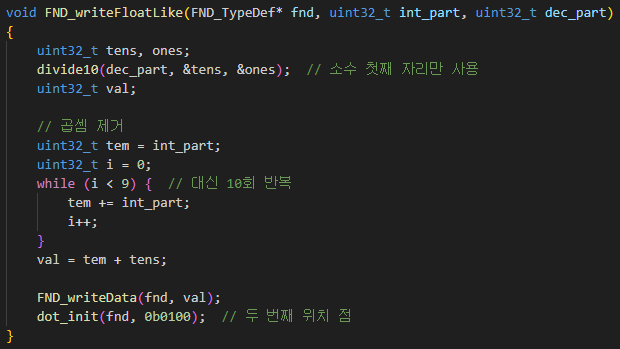 void FND_writeFloatLike(FND_TypeDef* fnd, uint32_t int_part, uint32_t dec_part)
{
    uint32_t tens, ones;
    divide10(dec_part, &tens, &ones);  // 소수 첫째 자리만 사용
    uint32_t val;

    // 곱셈 제거
    uint32_t tem = int_part;
    uint32_t i = 0;
    while (i < 9) {  // 대신 10회 반복
        tem += int_part;
        i++;
    }
    val = tem + tens;

    FND_writeData(fnd, val);
    dot_init(fnd, 0b0100);  // 두 번째 위치 점
}